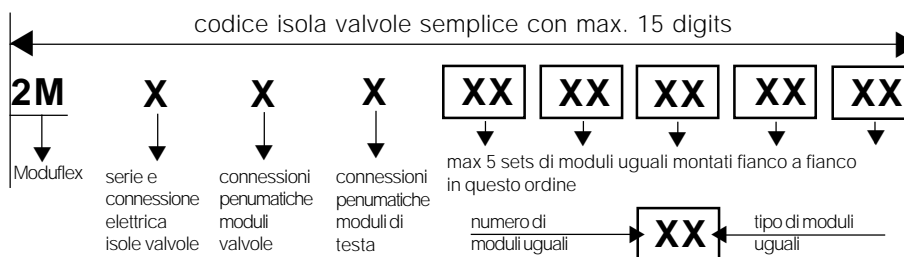 codice isola valvole semplice con max. 15 digits
2M X X X XX XX XX XX XX
Moduflex
serie e
connessione
elettrica
isole valvole
connessioni
penumatiche
moduli
valvole
connessioni
penumatiche
moduli di
testa
max 5 sets di moduli uguali montati fianco a fianco
in questo ordine
numero di
moduli uguali
XX
tipo di moduli
uguali